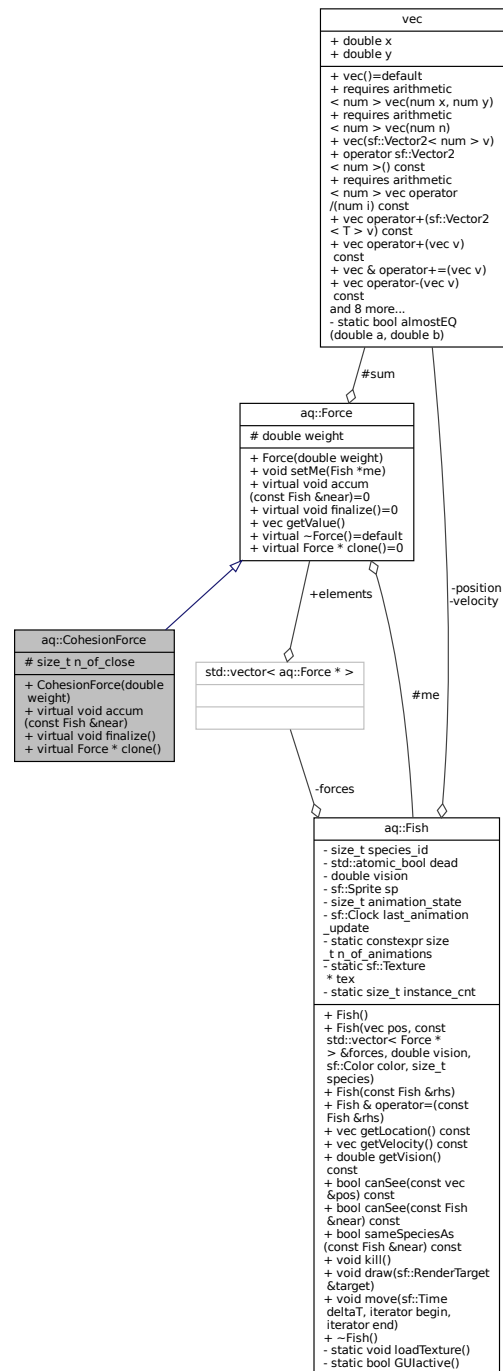 vec
+ double x
+ double y
+ vec()=default
+ requires arithmetic
< num > vec(num x, num y)
+ requires arithmetic
< num > vec(num n)
+ vec(sf::Vector2< num > v)
+ operator sf::Vector2
< num >() const
+ requires arithmetic
< num > vec operator
/(num i) const
+ vec operator+(sf::Vector2
< T > v) const
+ vec operator+(vec v)
const
+ vec & operator+=(vec v)
+ vec operator-(vec v)
const
and 8 more...
- static bool almostEQ
(double a, double b)
#sum
aq::Force
# double weight
+ Force(double weight)
+ void setMe(Fish *me)
+ virtual void accum
(const Fish &near)=0
+ virtual void finalize()=0
+ vec getValue()
+ virtual ~Force()=default
+ virtual Force * clone()=0
+elements
-position
-velocity
aq::CohesionForce
# size_t n_of_close
+ CohesionForce(double
weight)
+ virtual void accum
(const Fish &near)
+ virtual void finalize()
+ virtual Force * clone()
std::vector< aq::Force * >
#me
-forces
aq::Fish
- size_t species_id
- std::atomic_bool dead
- double vision
- sf::Sprite sp
- size_t animation_state
- sf::Clock last_animation
_update
- static constexpr size
_t n_of_animations
- static sf::Texture
* tex
- static size_t instance_cnt
+ Fish()
+ Fish(vec pos, const
std::vector< Force *
> &forces, double vision,
sf::Color color, size_t
species)
+ Fish(const Fish &rhs)
+ Fish & operator=(const
Fish &rhs)
+ vec getLocation() const
+ vec getVelocity() const
+ double getVision()
const
+ bool canSee(const vec
&pos) const
+ bool canSee(const Fish
&near) const
+ bool sameSpeciesAs
(const Fish &near) const
+ void kill()
+ void draw(sf::RenderTarget
&target)
+ void move(sf::Time
deltaT, iterator begin,
iterator end)
+ ~Fish()
- static void loadTexture()
- static bool GUIactive()